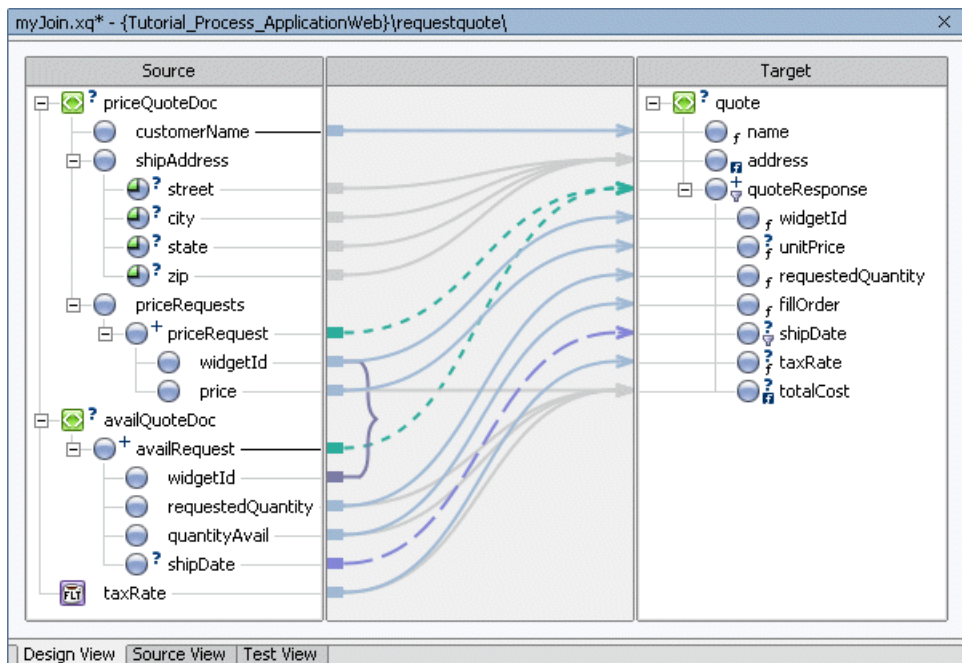 myJoin.xq* - {Tutorial_Process_ApplicationWeb}\requestquote\
Source
Target
priceQuoteDoc
customerName
shipAddress
street
city
state
zip
priceRequests
priceRequest
widgetId
price
availQuoteDoc
availRequest
widgetId
requestedQuantity
quantityAvail
shipDate
FLT taxRate
quote
name
address
quoteResponse
widgetId
unitPrice
requestedQuantity
fillOrder
shipDate
taxRate
totalCost
Design View Source View Test View